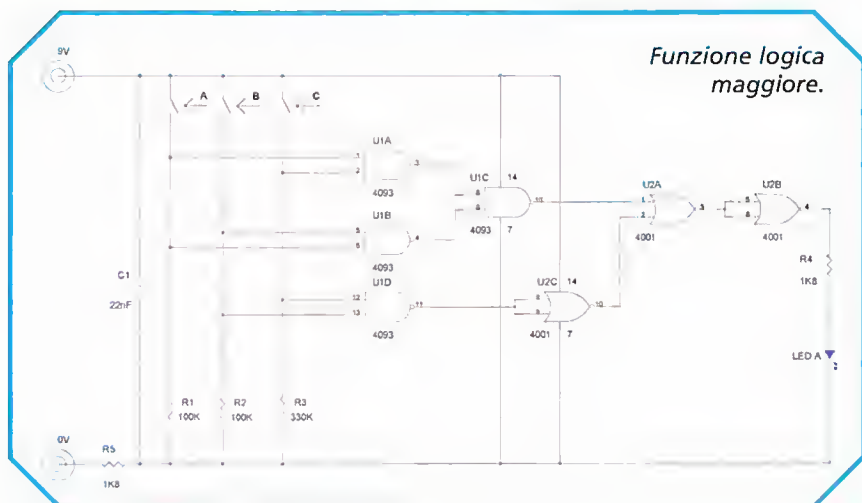 Funzione logica
maggiore.
9V
A
B
C
U1A
1
2
3
4093
U1B
5
6
4
4093
U1D
12
13
11
4093
U1C
14
8
10
4093
7
U2C
14
8
9
10
4001
7
U2A
1
2
3
4001
U2B
5
6
4
4001
R4
1K8
LED A
C1
22nF
R1
100K
R2
100K
R3
330K
0V
R5
1K8